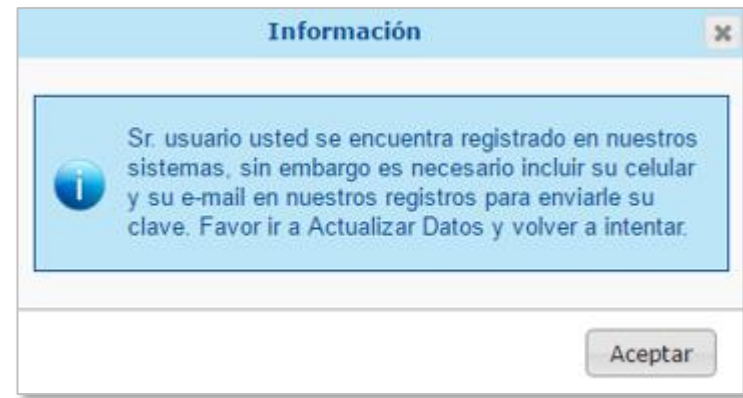 Información
Sr. usuario usted se encuentra registrado en nuestros
sistemas, sin embargo es necesario incluir su celular
y su e-mail en nuestros registros para enviarle su
clave. Favor ir a Actualizar Datos y volver a intentar.
Aceptar